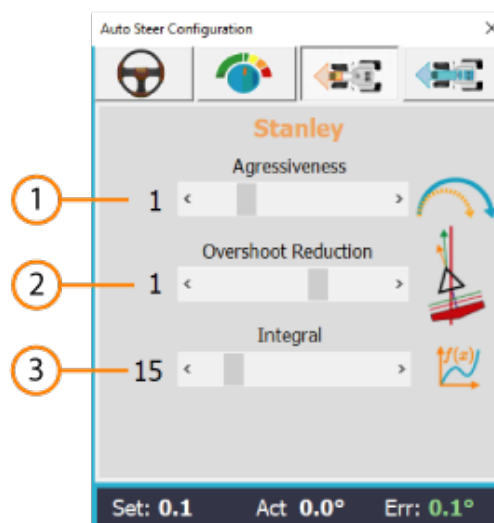 Auto Steer Configuration
Stanley
Agressiveness
1 1
Overshoot Reduction
2 1
Integral
3 15
f(x)
Set: 0.1 Act 0.0° Err: 0.1°